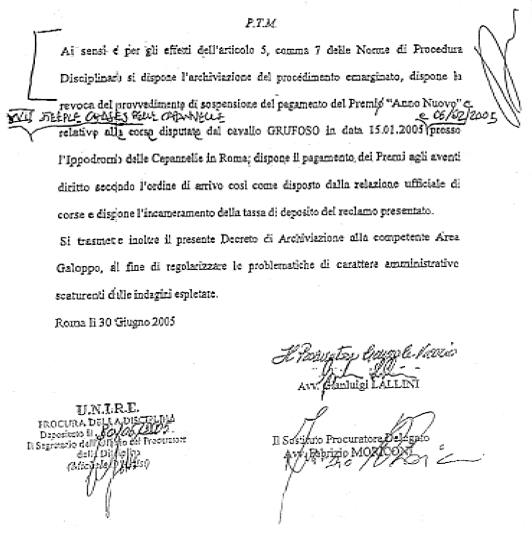 P.T.M.
Ai sensi e per gli effetti dell'articolo 5, comma 7 delle Norme di Procedura
Disciplinare si dispone l'archiviazione del procedimento emarginato, dispone la
revoca del provvedimento di sospensione del pagamento del Premio "Anno Nuovo" e
XVII STEEPLE CHASES DELLE CAPANNELLE e 06/02/2005
relativo alla corsa disputata dal cavallo GRUFOSO in data 15.01.2005 presso
l'Ippodromo delle Capannelle in Roma; dispone il pagamento dei Premi agli aventi
diritto secondo l'ordine di arrivo così come disposto dalla relazione ufficiale di
corse e dispone l'incameramento della tassa di deposito del reclamo presentato.
Si trasmette inoltre il presente Decreto di Archiviazione alla competente Area
Galoppo, al fine di regolarizzare le problematiche di carattere amministrativo
scaturenti dalle indagini espletate.
Roma lì 30 Giugno 2005
Il Procuratore
Avv. Gianluigi LALLINI
U.N.I.R.E.
PROCURA DELLA DISCIPLINA
Depositato il 30/06/2005
Il Segretario dell'Ufficio del Procuratore
della Disciplina
Il Sostituto Procuratore Delegato
Avv. Fabrizio MORICONI